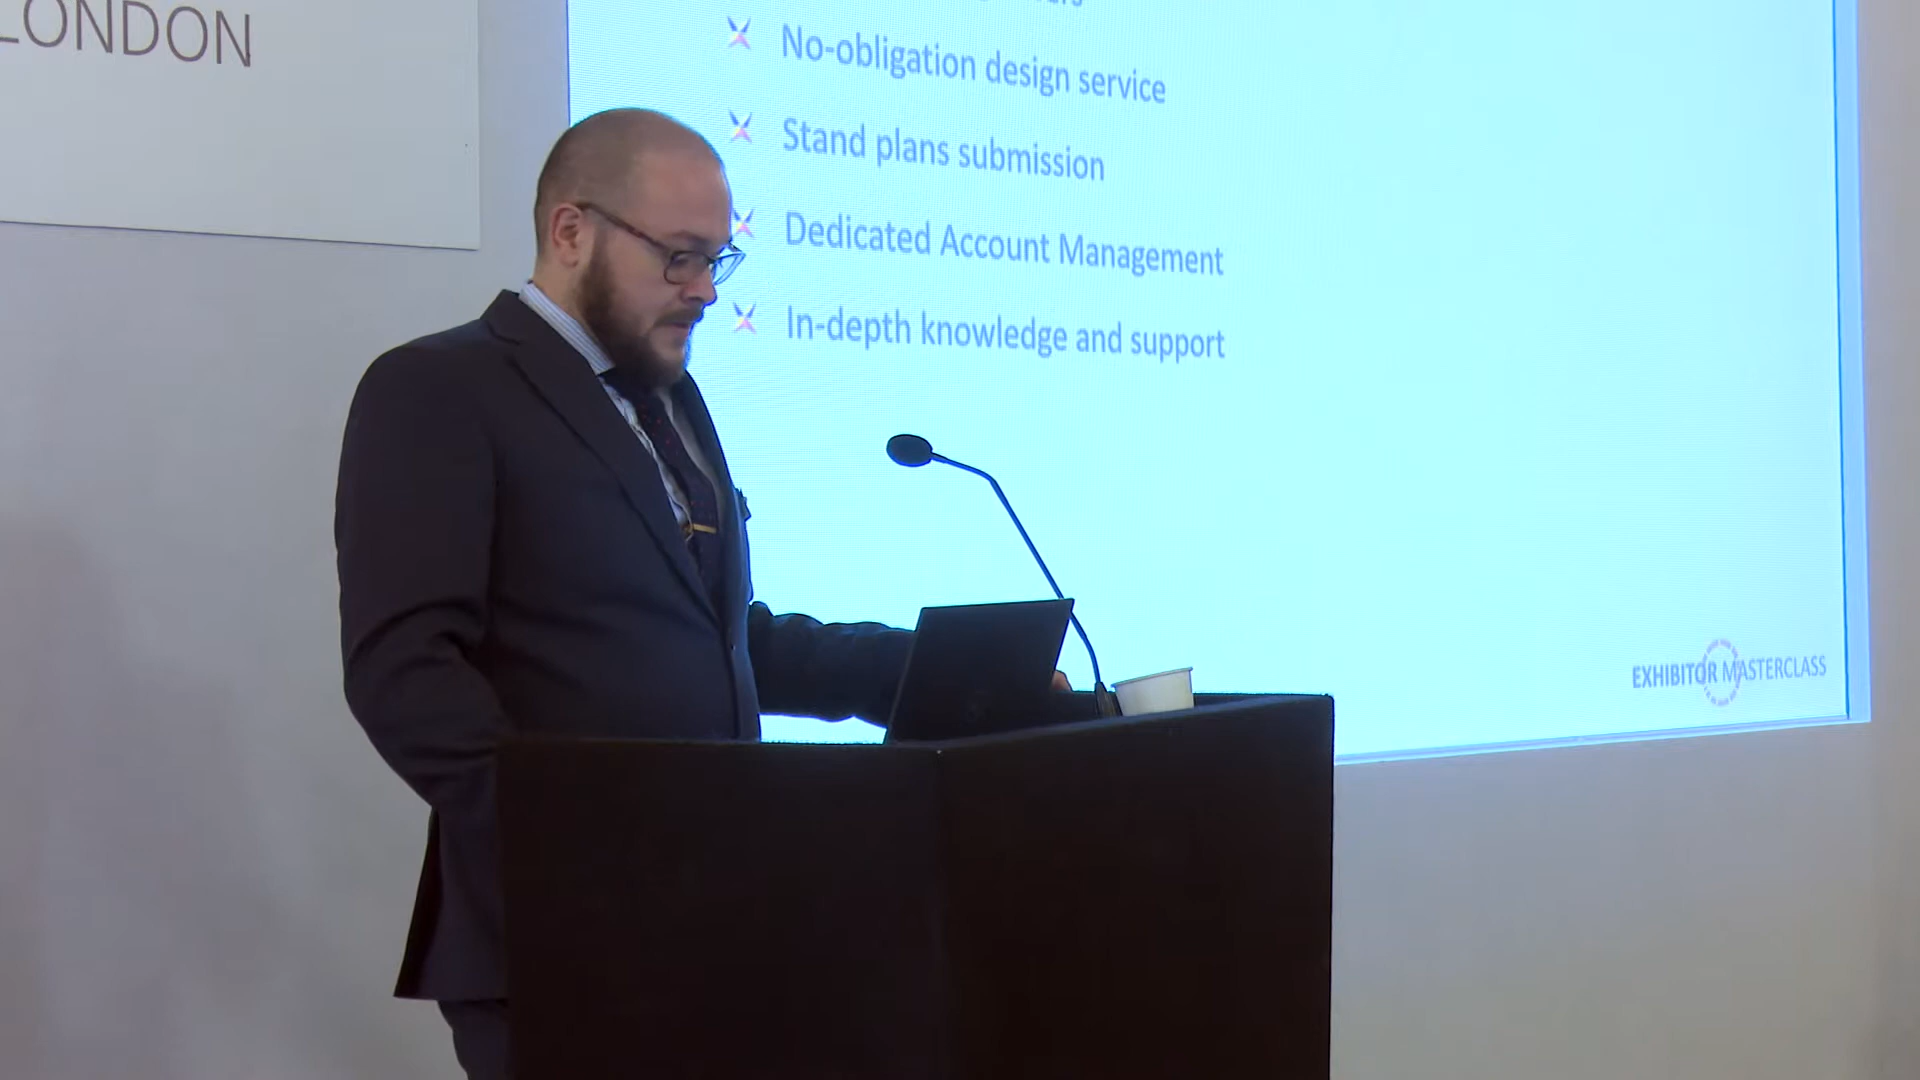 LONDON
No-obligation design service
Stand plans submission
Dedicated Account Management
In-depth knowledge and support
EXHIBITOR MASTERCLASS